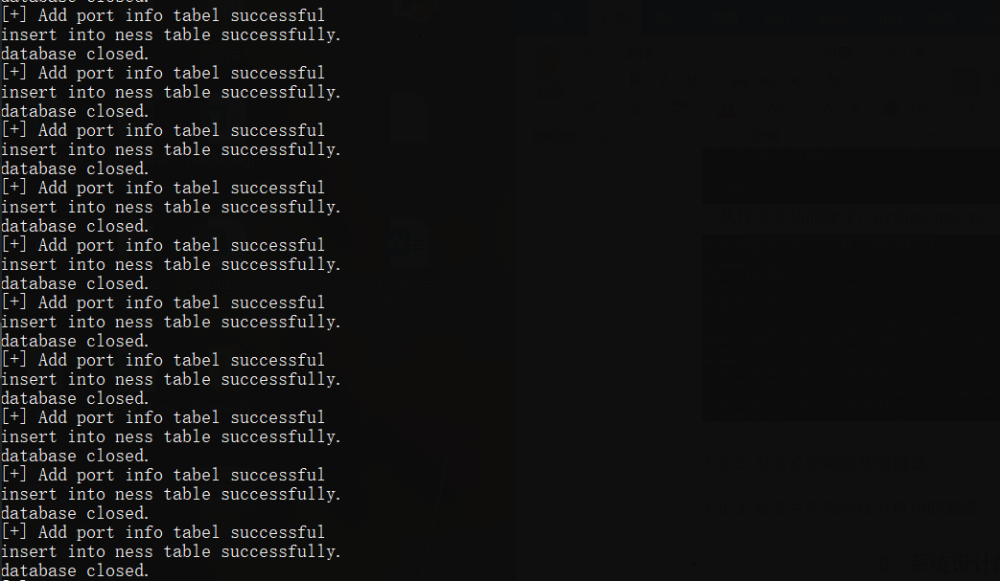 database closed.
[+] Add port info tabel successful
insert into ness table successfully.
database closed.
[+] Add port info tabel successful
insert into ness table successfully.
database closed.
[+] Add port info tabel successful
insert into ness table successfully.
database closed.
[+] Add port info tabel successful
insert into ness table successfully.
database closed.
[+] Add port info tabel successful
insert into ness table successfully.
database closed.
[+] Add port info tabel successful
insert into ness table successfully.
database closed.
[+] Add port info tabel successful
insert into ness table successfully.
database closed.
[+] Add port info tabel successful
insert into ness table successfully.
database closed.
[+] Add port info tabel successful
insert into ness table successfully.
database closed.
[+] Add port info tabel successful
insert into ness table successfully.
database closed.